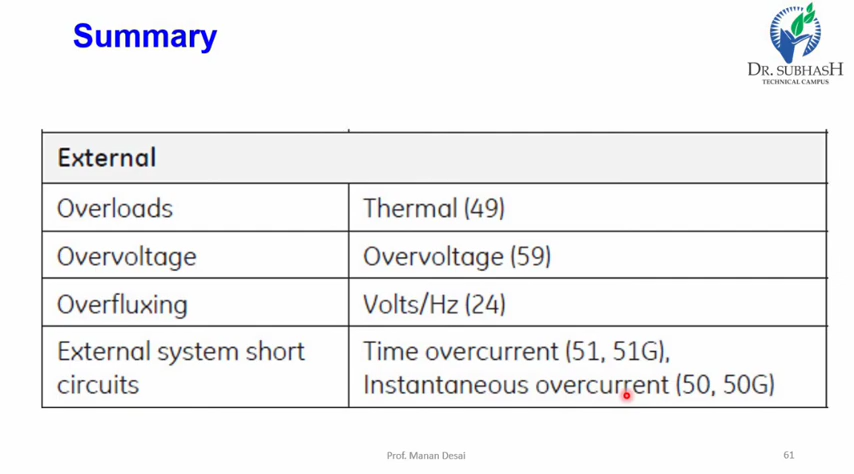 Summary
DR. SUBHASH
TECHNICAL CAMPUS
External
Overloads
Thermal (49)
Overvoltage
Overvoltage (59)
Overfluxing
Volts/Hz (24)
External system short
circuits
Time overcurrent (51, 51G),
Instantaneous overcurrent (50, 50G)
Prof. Manan Desai
61